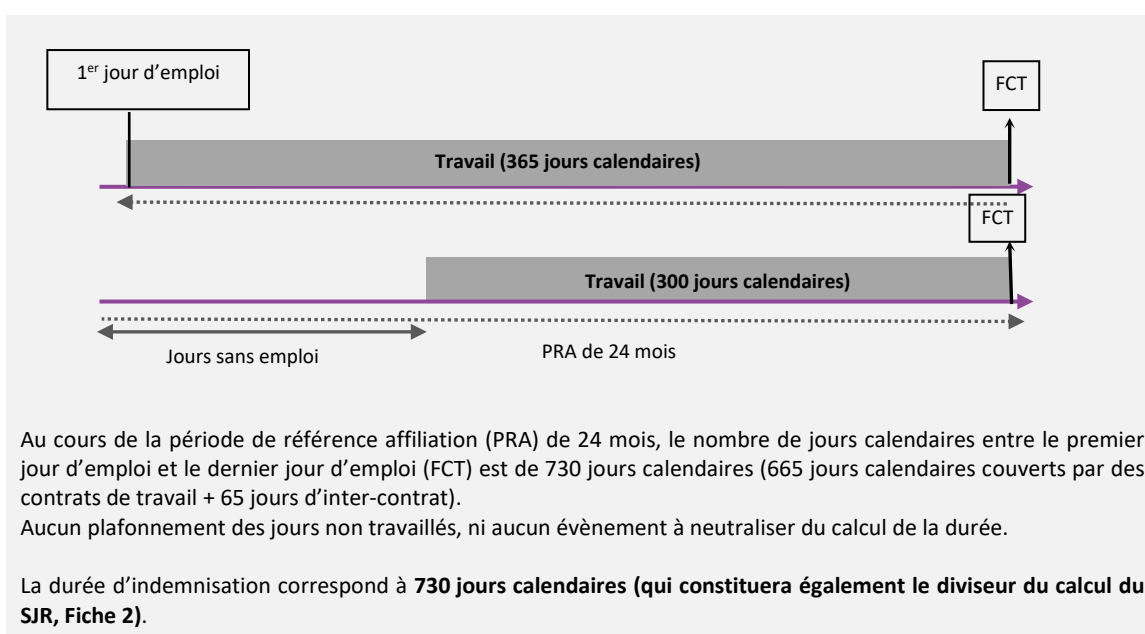 1er jour d’emploi
FCT
Travail (365 jours calendaires)
FCT
Travail (300 jours calendaires)
Jours sans emploi
PRA de 24 mois
Au cours de la période de référence affiliation (PRA) de 24 mois, le nombre de jours calendaires entre le premier
jour d’emploi et le dernier jour d’emploi (FCT) est de 730 jours calendaires (665 jours calendaires couverts par des
contrats de travail + 65 jours d’inter-contrat).
Aucun plafonnement des jours non travaillés, ni aucun évènement à neutraliser du calcul de la durée.
La durée d’indemnisation correspond à 730 jours calendaires (qui constituera également le diviseur du calcul du
SJR, Fiche 2).